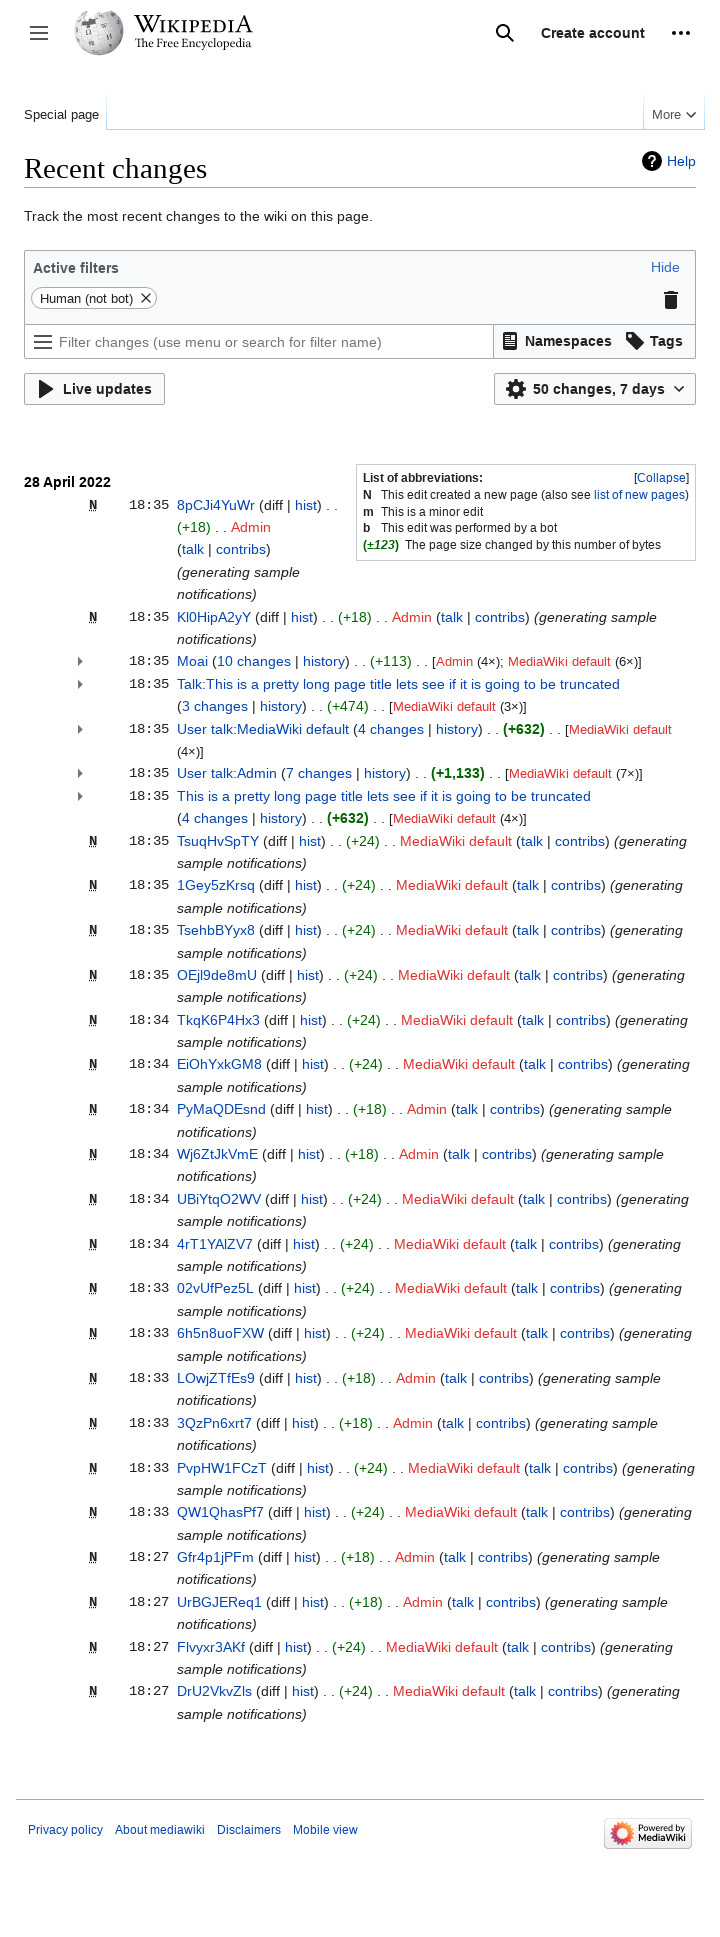 WIKIPEDIA
The Free Encyclopedia
Create account
Special page
More
Recent changes
Help
Track the most recent changes to the wiki on this page.
Active filters
Hide
Human (not bot)
Filter changes (use menu or search for filter name)
Namespaces
Tags
Live updates
50 changes, 7 days
List of abbreviations: [Collapse]
N This edit created a new page (also see list of new pages)
m This is a minor edit
b This edit was performed by a bot
(±123) The page size changed by this number of bytes
28 April 2022
N 18:35 8pCJi4YuWr (diff | hist) . .
(+18) . . Admin
(talk | contribs)
(generating sample
notifications)
N 18:35 Kl0HipA2yY (diff | hist) . . (+18) . . Admin (talk | contribs) (generating sample
notifications)
18:35 Moai (10 changes | history) . . (+113) . . [Admin (4×); MediaWiki default (6×)]
18:35 Talk:This is a pretty long page title lets see if it is going to be truncated
(3 changes | history) . . (+474) . . [MediaWiki default (3×)]
18:35 User talk:MediaWiki default (4 changes | history) . . (+632) . . [MediaWiki default
(4×)]
18:35 User talk:Admin (7 changes | history) . . (+1,133) . . [MediaWiki default (7×)]
18:35 This is a pretty long page title lets see if it is going to be truncated
(4 changes | history) . . (+632) . . [MediaWiki default (4×)]
N 18:35 TsuqHvSpTY (diff | hist) . . (+24) . . MediaWiki default (talk | contribs) (generating
sample notifications)
N 18:35 1Gey5zKrsq (diff | hist) . . (+24) . . MediaWiki default (talk | contribs) (generating
sample notifications)
N 18:35 TsehbBYyx8 (diff | hist) . . (+24) . . MediaWiki default (talk | contribs) (generating
sample notifications)
N 18:35 OEjl9de8mU (diff | hist) . . (+24) . . MediaWiki default (talk | contribs) (generating
sample notifications)
N 18:34 TkqK6P4Hx3 (diff | hist) . . (+24) . . MediaWiki default (talk | contribs) (generating
sample notifications)
N 18:34 EiOhYxkGM8 (diff | hist) . . (+24) . . MediaWiki default (talk | contribs) (generating
sample notifications)
N 18:34 PyMaQDEsnd (diff | hist) . . (+18) . . Admin (talk | contribs) (generating sample
notifications)
N 18:34 Wj6ZtJkVmE (diff | hist) . . (+18) . . Admin (talk | contribs) (generating sample
notifications)
N 18:34 UBiYtqO2WV (diff | hist) . . (+24) . . MediaWiki default (talk | contribs) (generating
sample notifications)
N 18:34 4rT1YAlZV7 (diff | hist) . . (+24) . . MediaWiki default (talk | contribs) (generating
sample notifications)
N 18:33 02vUfPez5L (diff | hist) . . (+24) . . MediaWiki default (talk | contribs) (generating
sample notifications)
N 18:33 6h5n8uoFXW (diff | hist) . . (+24) . . MediaWiki default (talk | contribs) (generating
sample notifications)
N 18:33 LOwjZTfEs9 (diff | hist) . . (+18) . . Admin (talk | contribs) (generating sample
notifications)
N 18:33 3QzPn6xrt7 (diff | hist) . . (+18) . . Admin (talk | contribs) (generating sample
notifications)
N 18:33 PvpHW1FCzT (diff | hist) . . (+24) . . MediaWiki default (talk | contribs) (generating
sample notifications)
N 18:33 QW1QhasPf7 (diff | hist) . . (+24) . . MediaWiki default (talk | contribs) (generating
sample notifications)
N 18:27 Gfr4p1jPFm (diff | hist) . . (+18) . . Admin (talk | contribs) (generating sample
notifications)
N 18:27 UrBGJEReq1 (diff | hist) . . (+18) . . Admin (talk | contribs) (generating sample
notifications)
N 18:27 Flvyxr3AKf (diff | hist) . . (+24) . . MediaWiki default (talk | contribs) (generating
sample notifications)
N 18:27 DrU2VkvZls (diff | hist) . . (+24) . . MediaWiki default (talk | contribs) (generating
sample notifications)
Privacy policy About mediawiki Disclaimers Mobile view
Powered by
MediaWiki